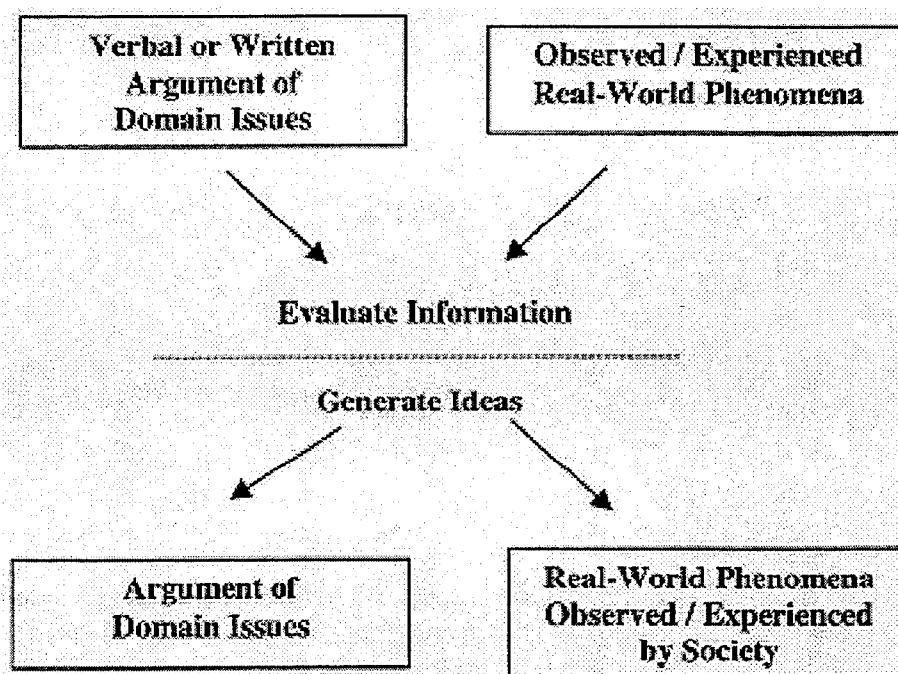 Verbal or Written
Argument of
Domain Issues
Observed / Experienced
Real-World Phenomena
Evaluate Information
Generate Ideas
Argument of
Domain Issues
Real-World Phenomena
Observed / Experienced
by Society